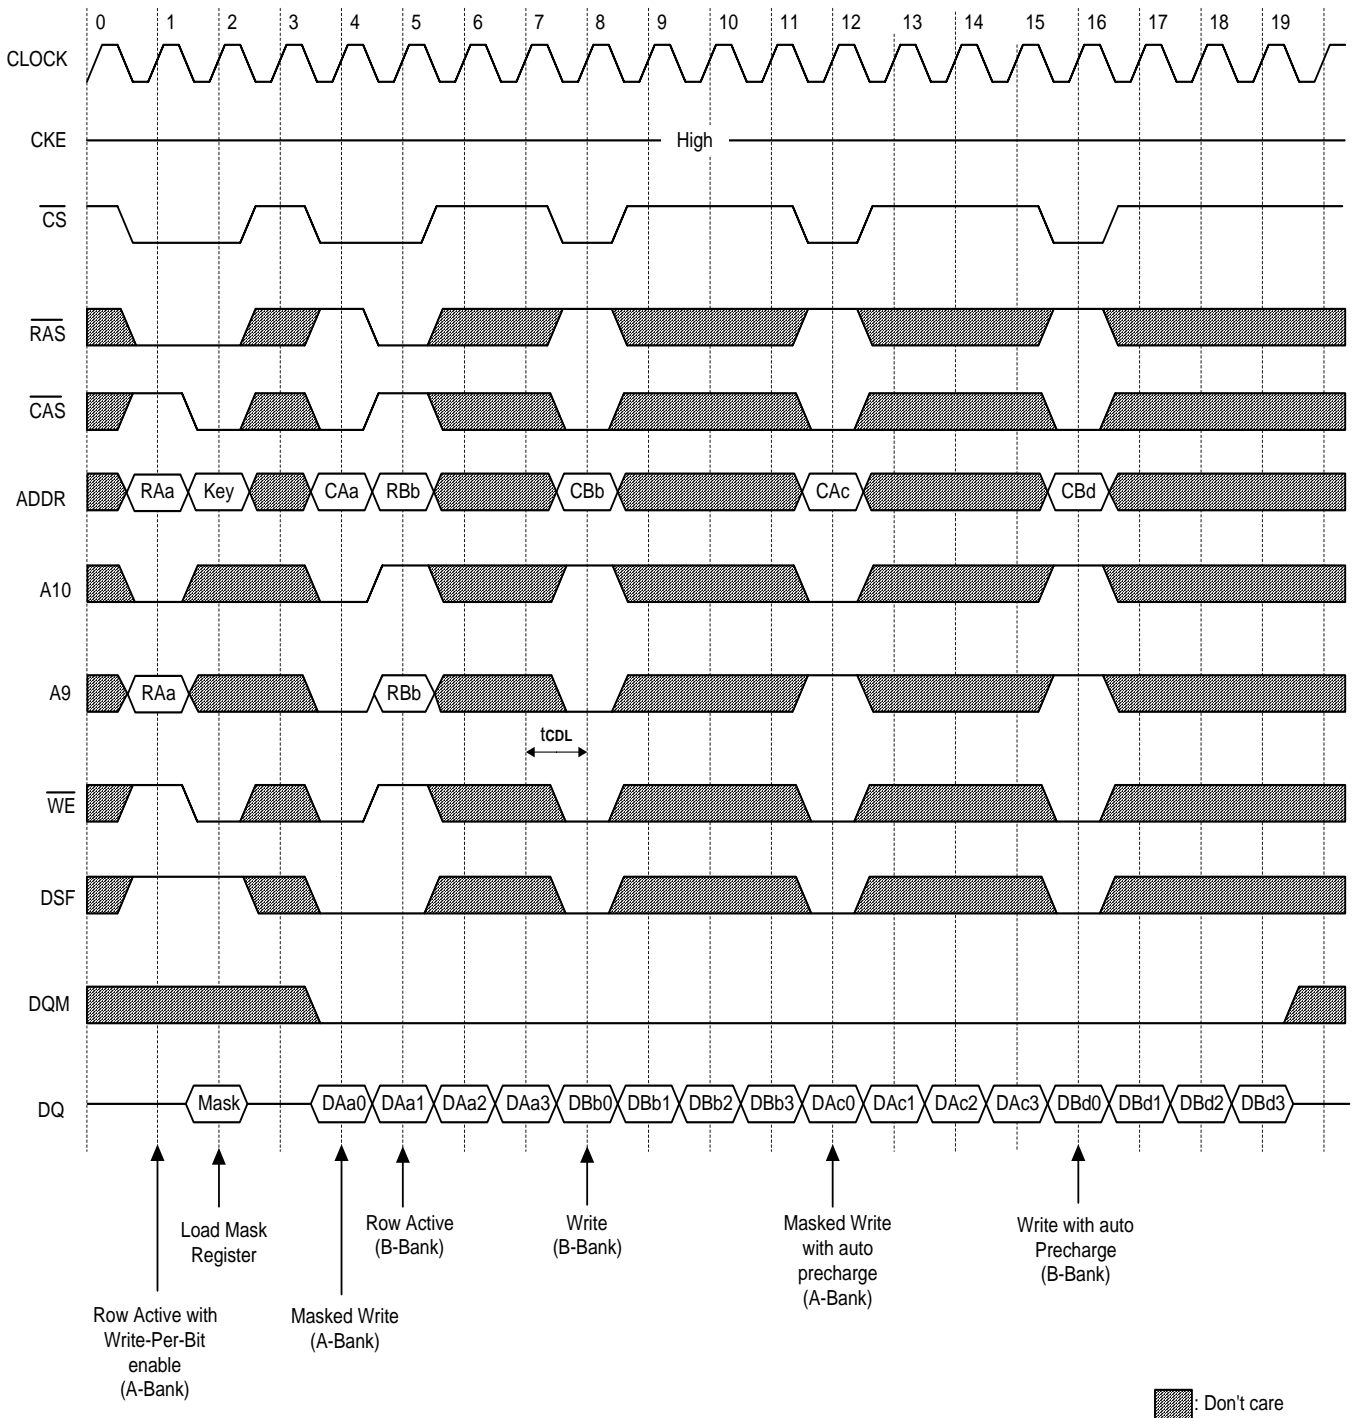 0 1 2 3 4 5 6 7 8 9 10 11 12 13 14 15 16 17 18 19
CLOCK
CKE High
CS
RAS
CAS
ADDR RAa Key CAa RBb CBb CAc CBd
A10
A9 RAa RBb
tCDL
WE
DSF
DQM
DQ Mask DAa0 DAa1 DAa2 DAa3 DBb0 DBb1 DBb2 DBb3 DAc0 DAc1 DAc2 DAc3 DBd0 DBd1 DBd2 DBd3
Row Active with
Write-Per-Bit
enable
(A-Bank)
Load Mask
Register
Masked Write
(A-Bank)
Row Active
(B-Bank)
Write
(B-Bank)
Masked Write
with auto
precharge
(A-Bank)
Write with auto
Precharge
(B-Bank)
: Don't care